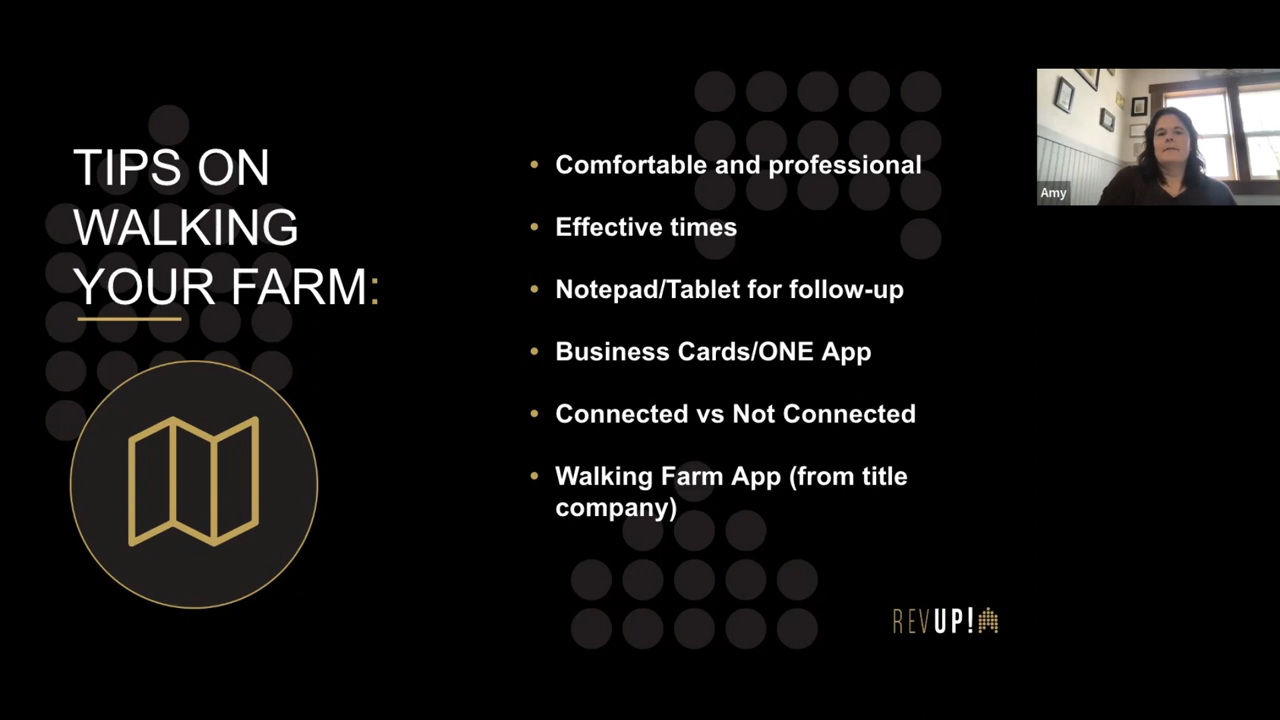 TIPS ON
WALKING
YOUR FARM:
• Comfortable and professional
• Effective times
• Notepad/Tablet for follow-up
• Business Cards/ONE App
• Connected vs Not Connected
• Walking Farm App (from title
company)
Amy
REVUP!